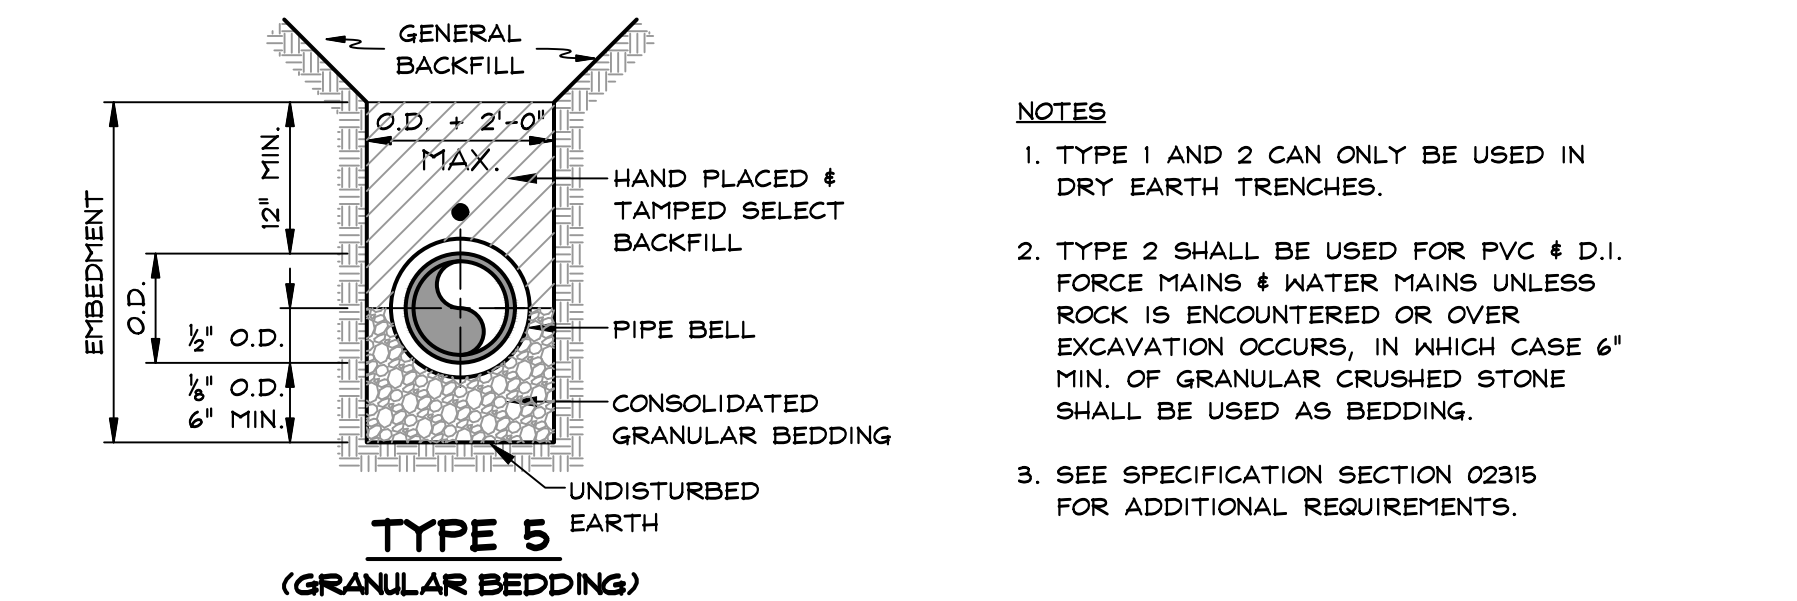 GENERAL
BACKFILL
O.D. + 2'-0"
MAX.
12" MIN.
EMBEDMENT
O.D.
½" O.D.
⅛" O.D.
6" MIN.
HAND PLACED &
TAMPED SELECT
BACKFILL
PIPE BELL
CONSOLIDATED
GRANULAR BEDDING
UNDISTURBED
EARTH
TYPE 5
(GRANULAR BEDDING)
NOTES
1. TYPE 1 AND 2 CAN ONLY BE USED IN
DRY EARTH TRENCHES.
2. TYPE 2 SHALL BE USED FOR PVC & D.I.
FORCE MAINS & WATER MAINS UNLESS
ROCK IS ENCOUNTERED OR OVER
EXCAVATION OCCURS, IN WHICH CASE 6"
MIN. OF GRANULAR CRUSHED STONE
SHALL BE USED AS BEDDING.
3. SEE SPECIFICATION SECTION 02315
FOR ADDITIONAL REQUIREMENTS.